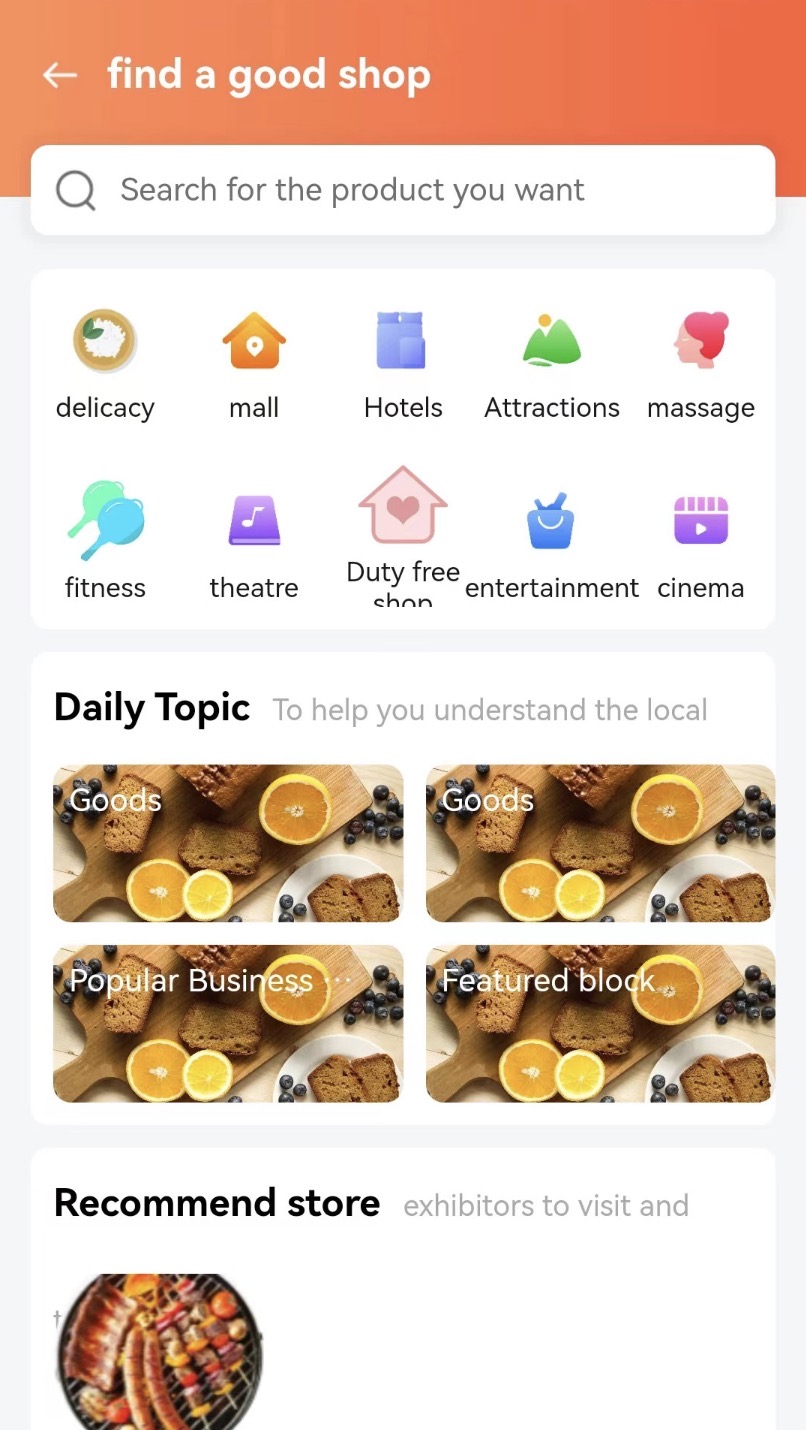 find a good shop
Search for the product you want
delicacy
mall
Hotels
Attractions
massage
fitness
theatre
Duty free
shop
entertainment
cinema
Daily Topic To help you understand the local
Goods
Goods
Popular Business ···
Featured block
Recommend store exhibitors to visit and